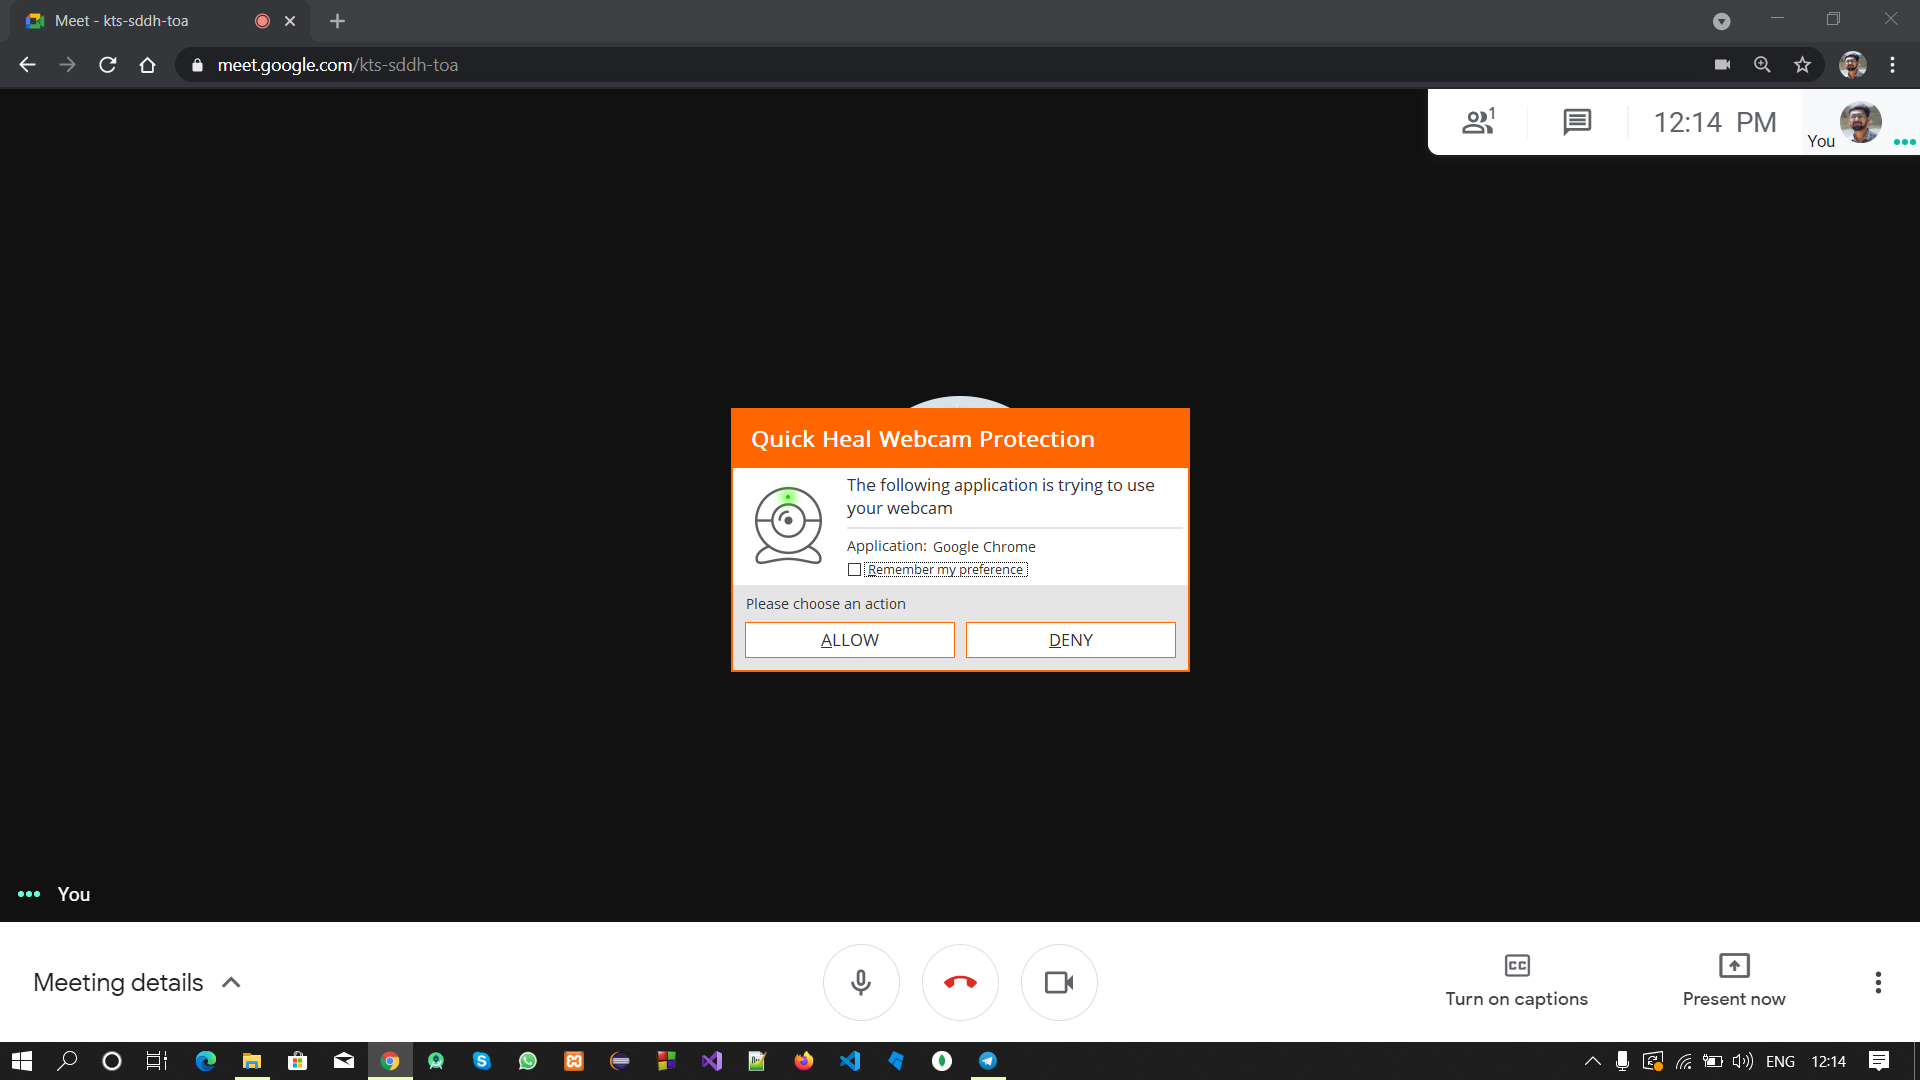 Meet - kts-sddh-toa
meet.google.com/kts-sddh-toa
1
12:14 PM
You
Quick Heal Webcam Protection
The following application is trying to use
your webcam
Application: Google Chrome
Remember my preference
Please choose an action
ALLOW
DENY
You
Meeting details
CC
Turn on captions
Present now
ENG
12:14